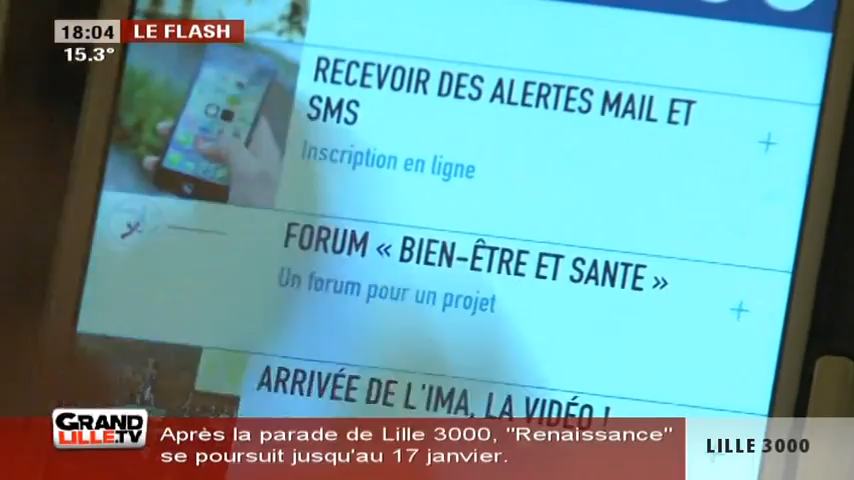 18:04 LE FLASH
15.3°
RECEVOIR DES ALERTES MAIL ET
SMS
Inscription en ligne
FORUM « BIEN-ÊTRE ET SANTE »
Un forum pour un projet
ARRIVÉE DE L'IMA, LA VIDÉO !
GRAND
LILLE.TV
Après la parade de Lille 3000, "Renaissance"
se poursuit jusqu'au 17 janvier.
LILLE 3000